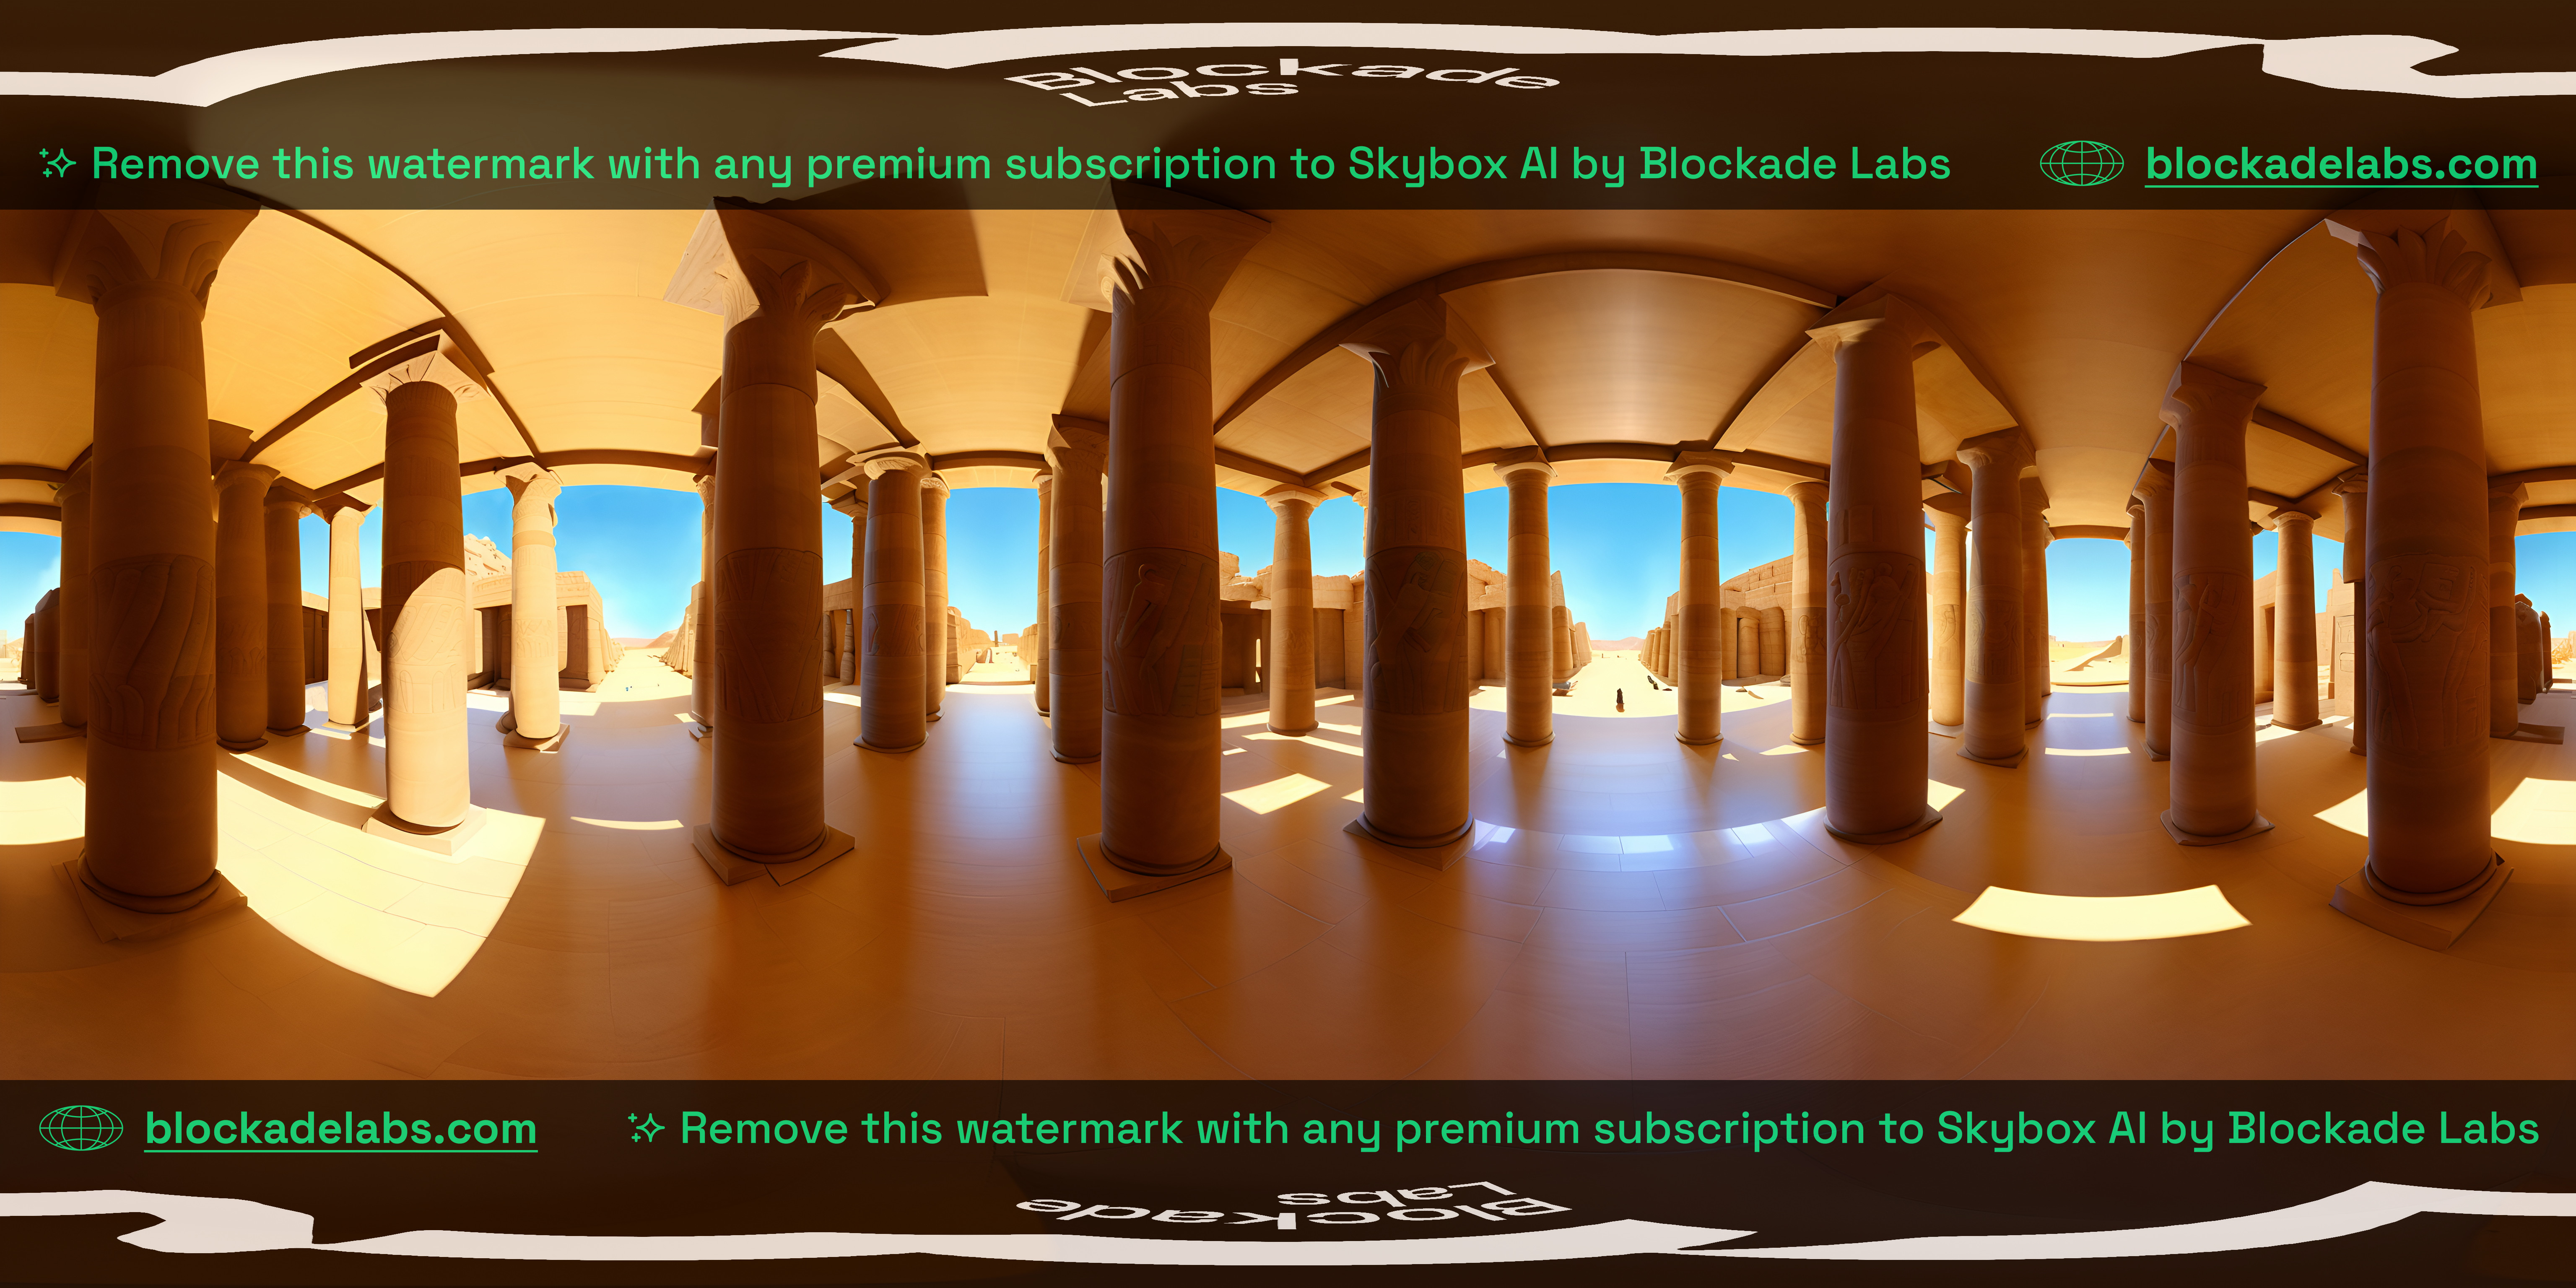 Blockade
Labs
Remove this watermark with any premium subscription to Skybox AI by Blockade Labs
blockadelabs.com
blockadelabs.com
Remove this watermark with any premium subscription to Skybox AI by Blockade Labs
Labs
Blockade